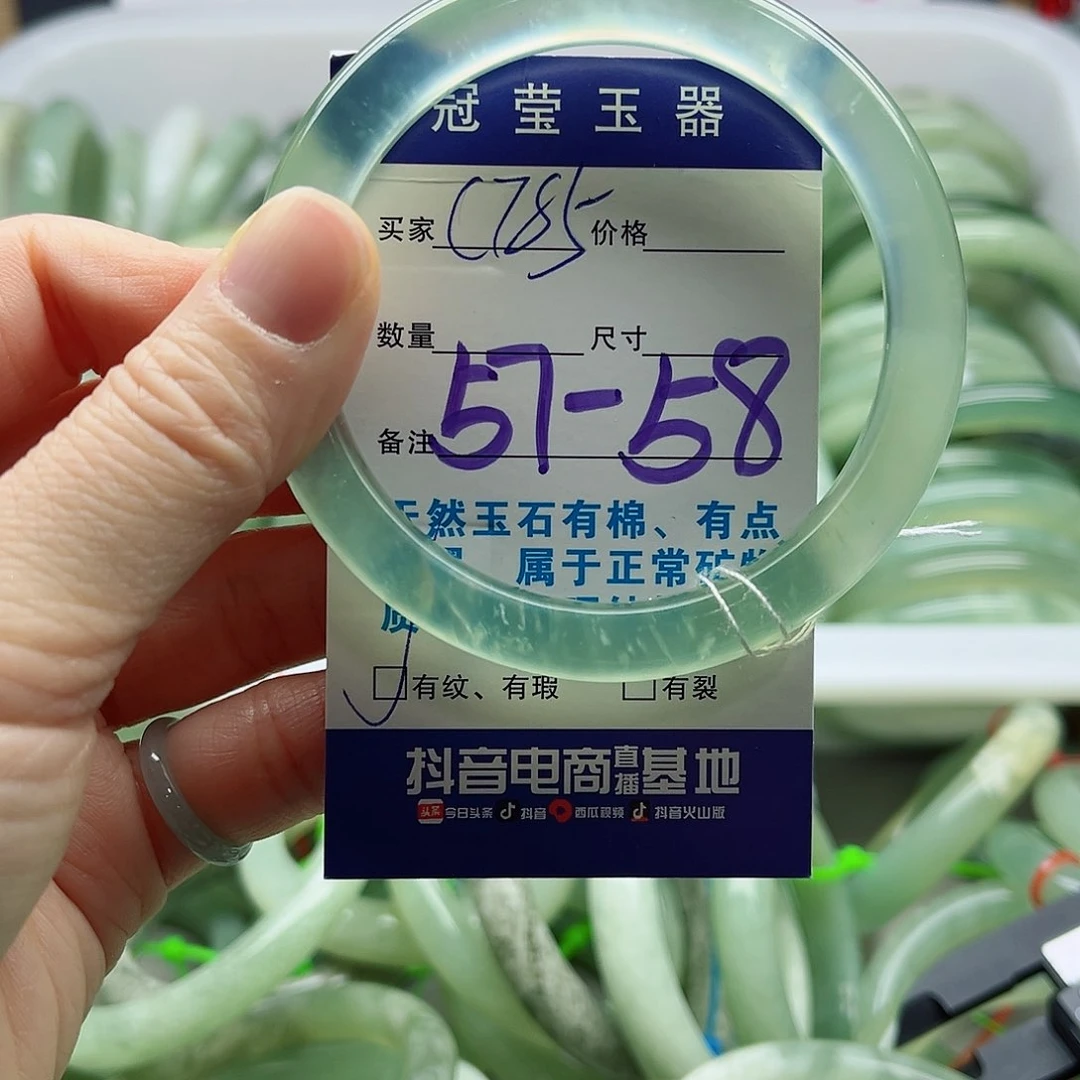 冠莹玉器
买家 C785 价格
数量 尺寸
57-58
备注
天然玉石有棉、有点
属于正常矿物
质
有纹、有瑕 有裂
抖音电商直播基地
头条 今日头条 抖音 西瓜视频 抖音火山版